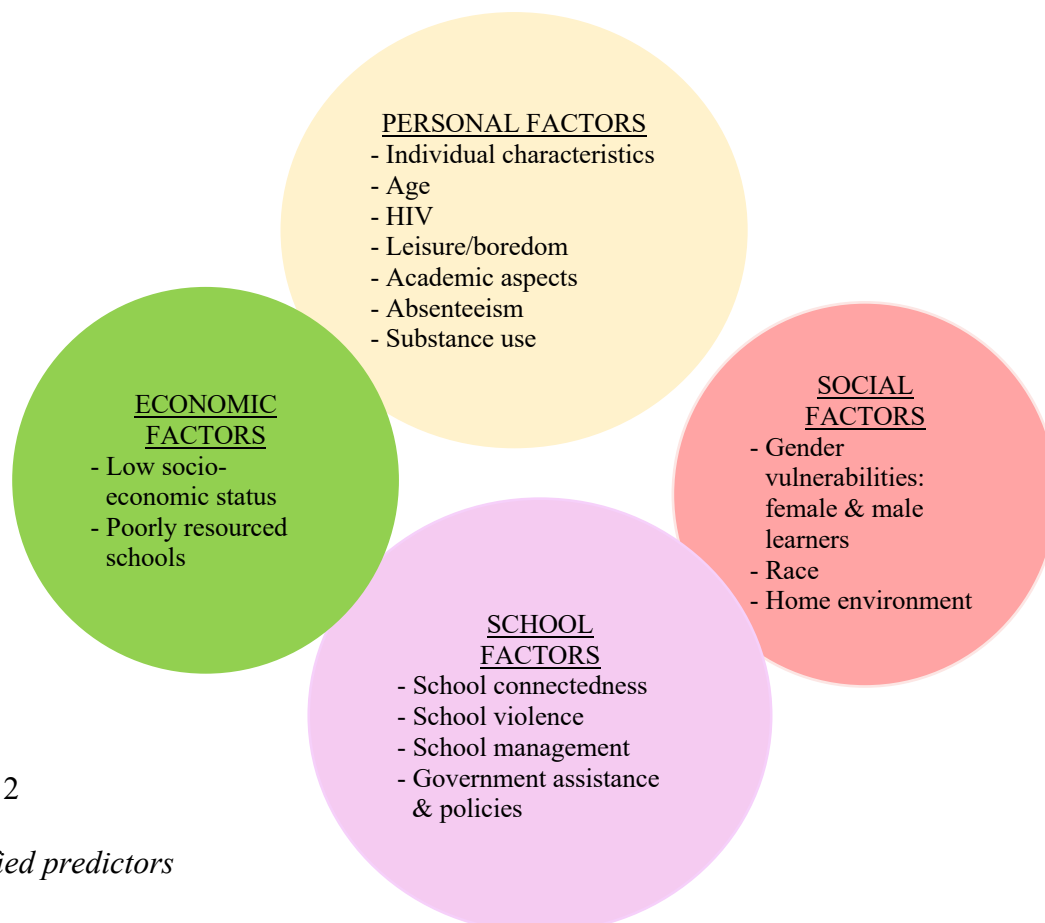 PERSONAL FACTORS
- Individual characteristics
- Age
- HIV
- Leisure/boredom
- Academic aspects
- Absenteeism
- Substance use
ECONOMIC
FACTORS
- Low socio-
economic status
- Poorly resourced
schools
SOCIAL
FACTORS
- Gender
vulnerabilities:
female & male
learners
- Race
- Home environment
SCHOOL
FACTORS
- School connectedness
- School violence
- School management
- Government assistance
& policies
2
predictors